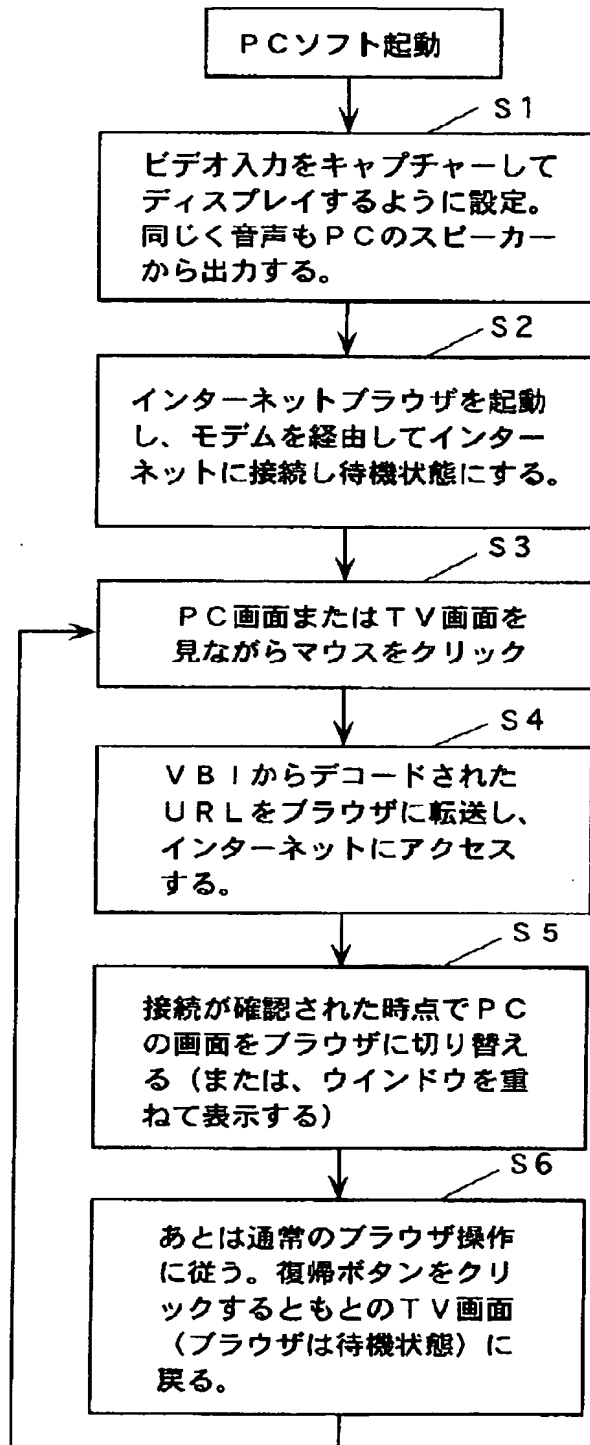 PCソフト起動
S1
ビデオ入力をキャプチャーして
ディスプレイするように設定。
同じく音声もPCのスピーカー
から出力する。
S2
インターネットブラウザを起動
し、モデムを経由してインター
ネットに接続し待機状態にする。
S3
PC画面またはTV画面を
見ながらマウスをクリック
S4
VBIからデコードされた
URLをブラウザに転送し、
インターネットにアクセス
する。
S5
接続が確認された時点でPC
の画面をブラウザに切り替え
る(または、ウインドウを重
ねて表示する)
S6
あとは通常のブラウザ操作
に従う。復帰ボタンをクリ
ックするともとのTV画面
(ブラウザは待機状態)に
戻る。